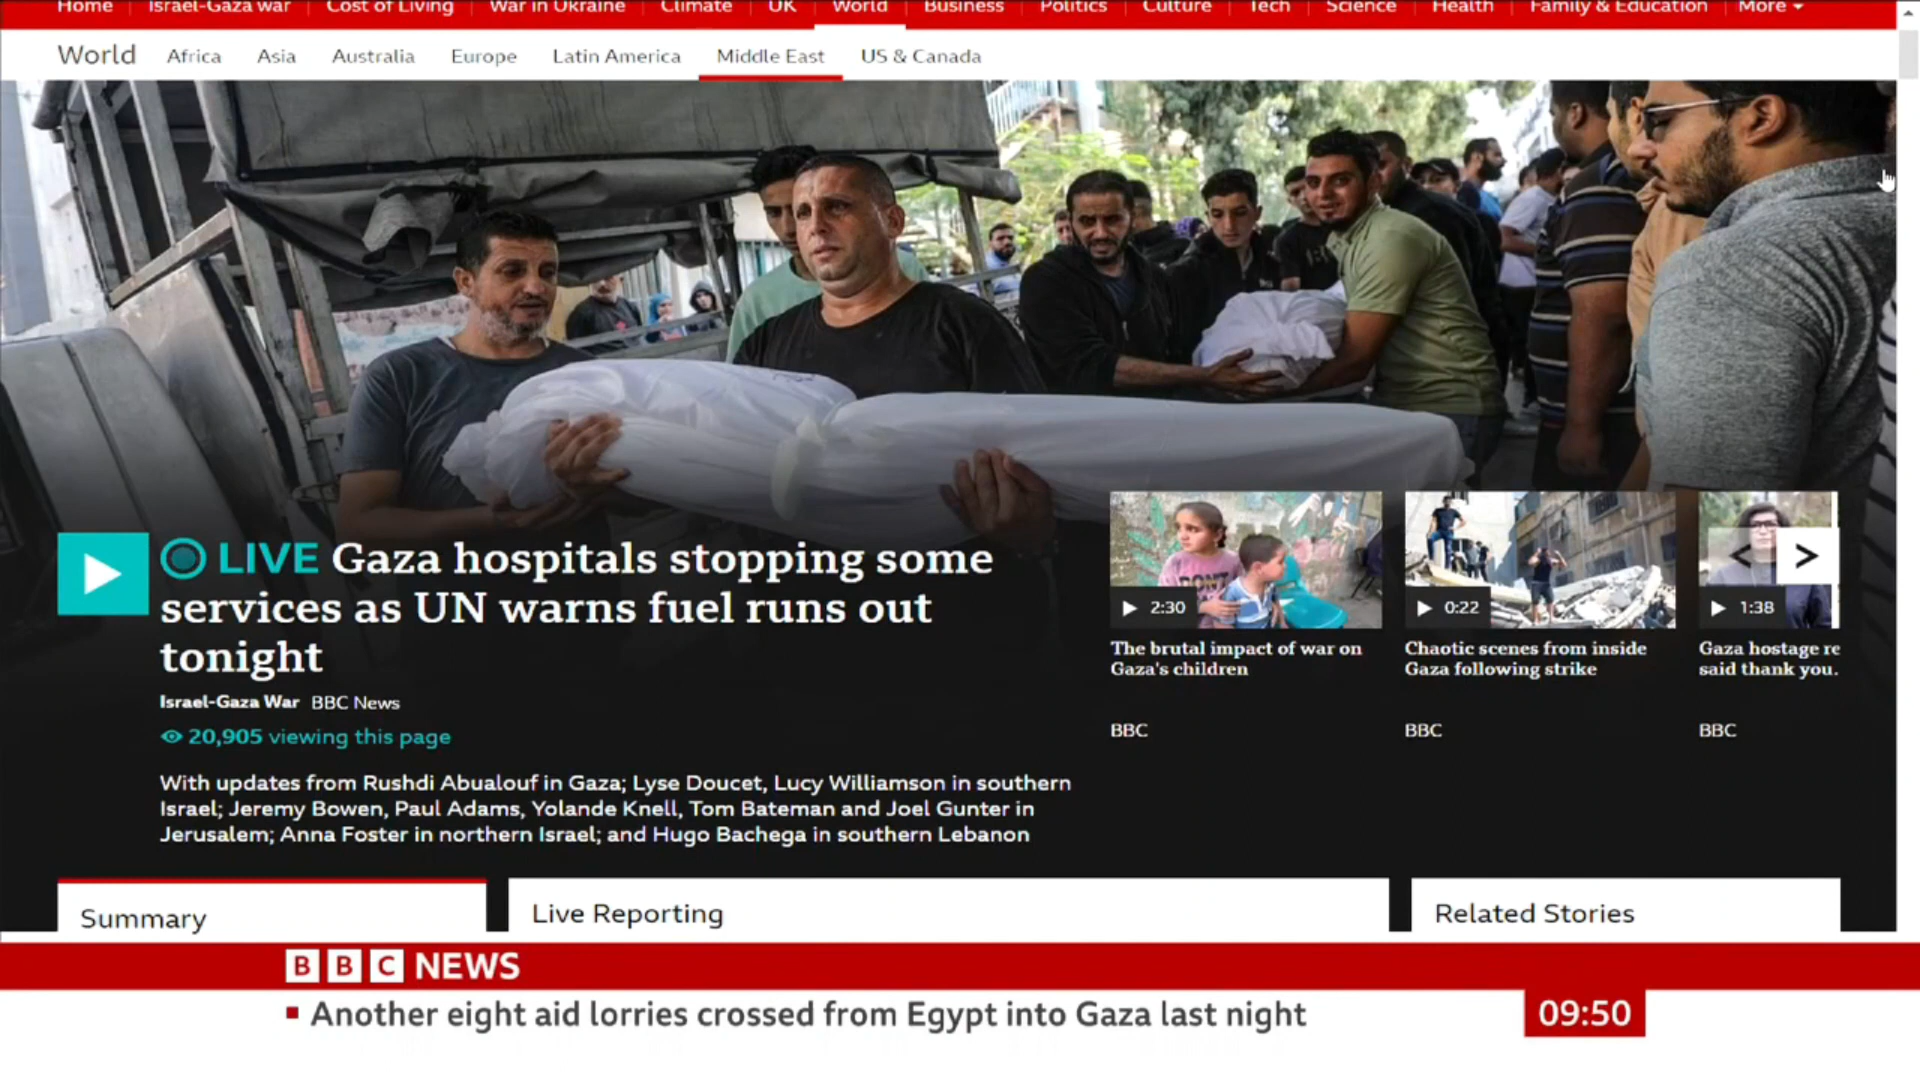 Home Israel-Gaza war Cost of Living War in Ukraine Climate UK World Business Politics Culture Tech Science Health Family & Education More
World Africa Asia Australia Europe Latin America Middle East US & Canada
LIVE Gaza hospitals stopping some
services as UN warns fuel runs out
tonight
Israel-Gaza War BBC News
20,905 viewing this page
With updates from Rushdi Abualouf in Gaza; Lyse Doucet, Lucy Williamson in southern
Israel; Jeremy Bowen, Paul Adams, Yolande Knell, Tom Bateman and Joel Gunter in
Jerusalem; Anna Foster in northern Israel; and Hugo Bachega in southern Lebanon
2:30
The brutal impact of war on
Gaza's children
BBC
0:22
Chaotic scenes from inside
Gaza following strike
BBC
1:38
Gaza hostage re
said thank you.
BBC
Summary
Live Reporting
Related Stories
BBC NEWS
Another eight aid lorries crossed from Egypt into Gaza last night
09:50